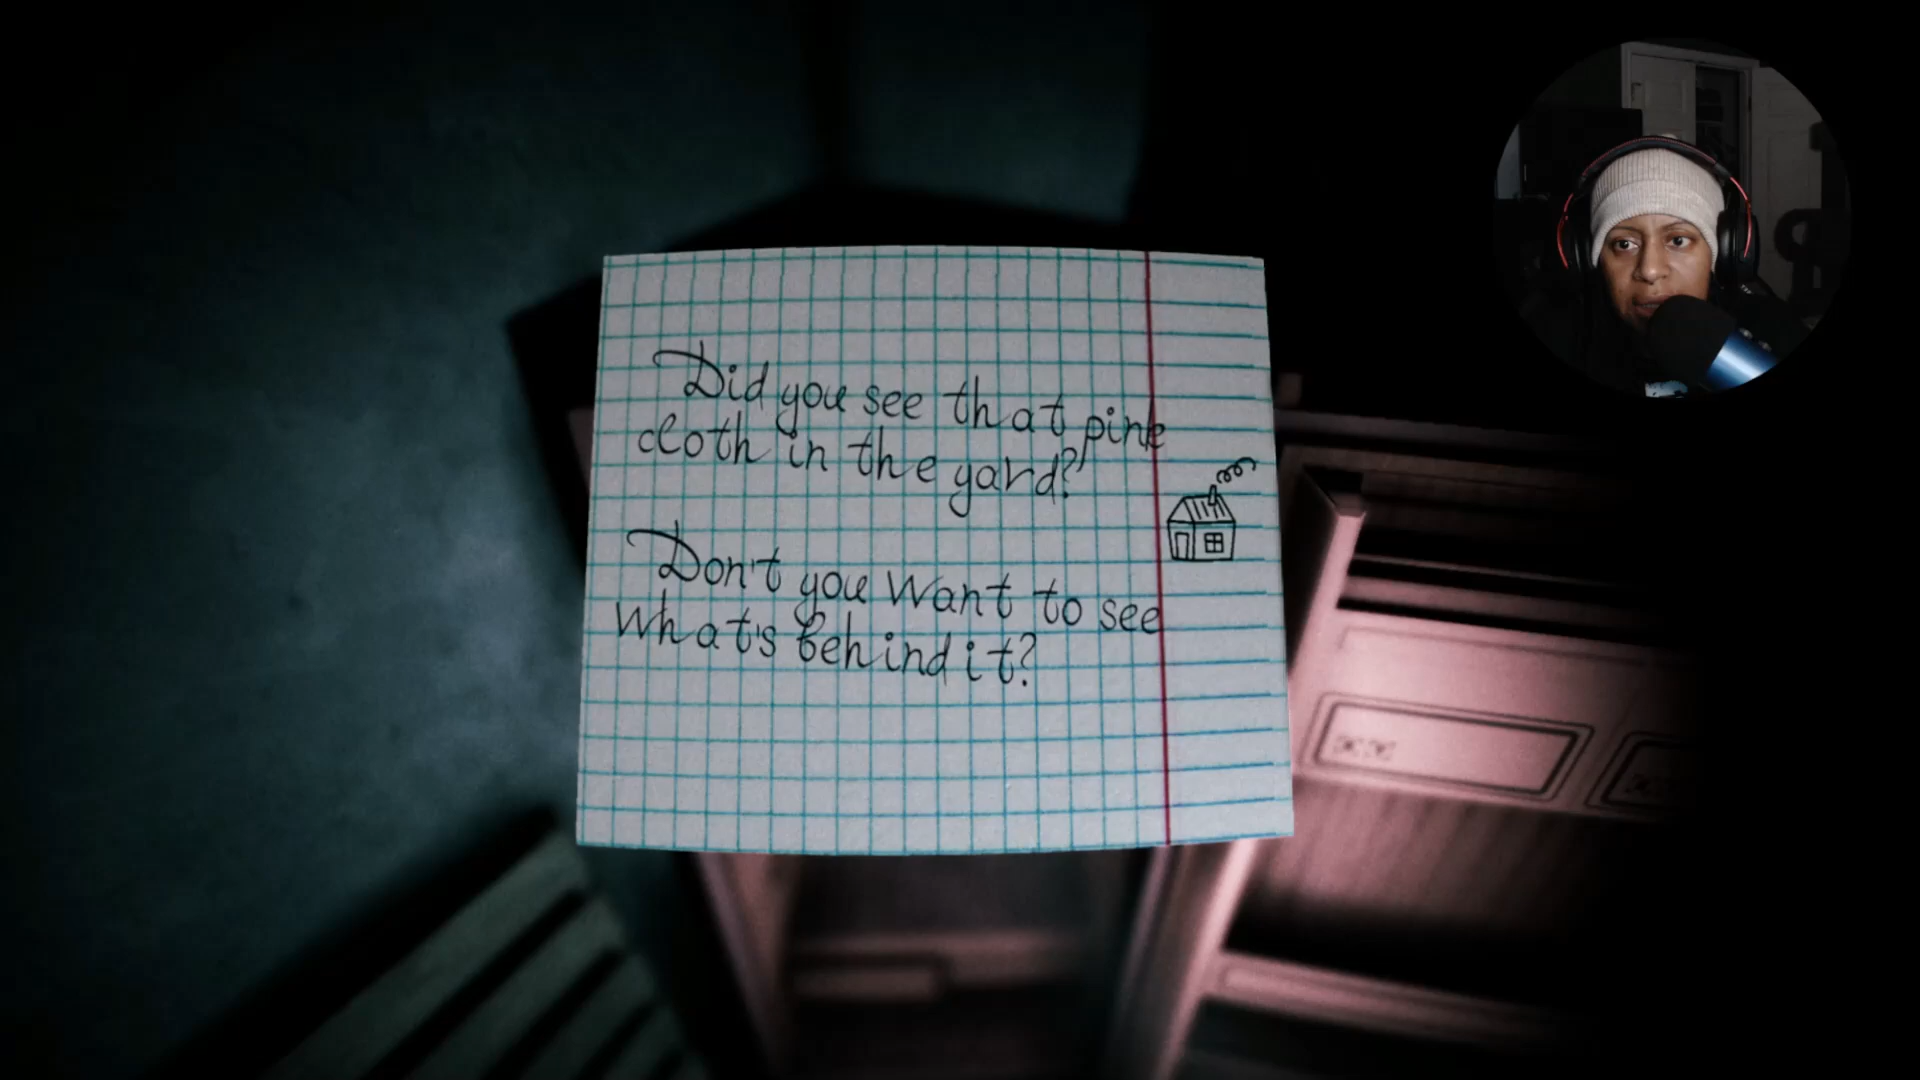 Did you see that pink
cloth in the yard?
Don't you want to see
what's behind it?